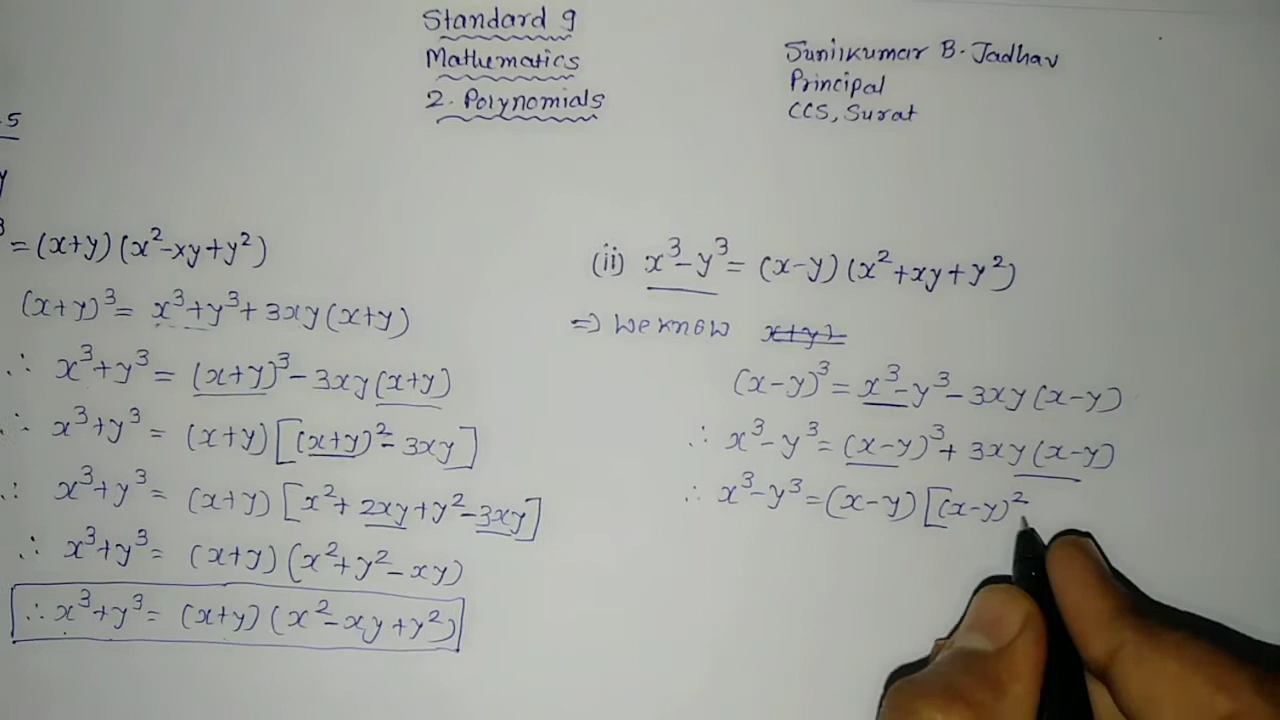 Standard 9
Mathematics
2. Polynomials
Sunilkumar B. Jadhav
Principal
CCS, Surat
.5
y
3 = (x+y) (x² - xy + y²)
(x+y)³ = x³ + y³ + 3xy (x+y)
∴ x³ + y³ = (x+y)³ - 3xy (x+y)
∴ x³ + y³ = (x+y) [(x+y)² - 3xy]
∴ x³ + y³ = (x+y) [x² + 2xy + y² - 3xy]
∴ x³ + y³ = (x+y) (x² + y² - xy)
∴ x³ + y³ = (x+y) (x² - xy + y²)
(ii) x³ - y³ = (x-y) (x² + xy + y²)
⇒ we know
(x-y)³ = x³ - y³ - 3xy (x-y)
∴ x³ - y³ = (x-y)³ + 3xy (x-y)
∴ x³ - y³ = (x-y) [(x-y)²